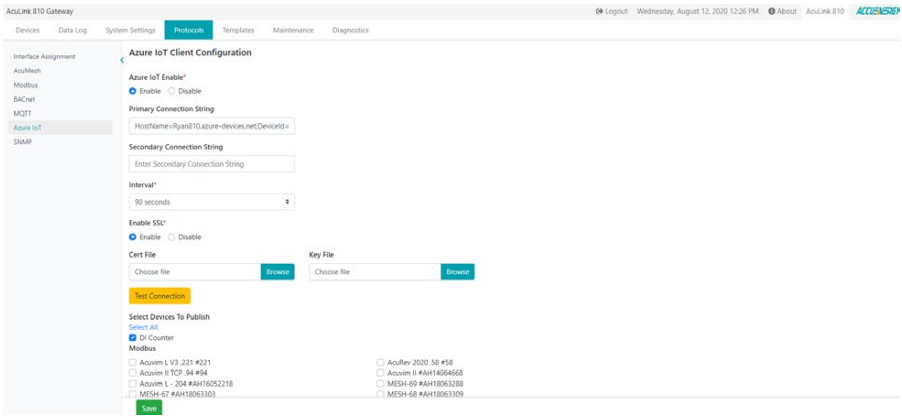 AcuLink 810 Gateway
Logout Wednesday, August 12, 2020 12:26 PM About AcuLink 810 ACCUENERGY
Devices Data Log System Settings Protocols Templates Maintenance Diagnostics
Interface Assignment
AcuMesh
Modbus
BACnet
MQTT
Azure IoT
SNMP
Azure IoT Client Configuration
Azure IoT Enable*
Enable Disable
Primary Connection String
HostName=Ryan810.azure-devices.net;DeviceId=
Secondary Connection String
Enter Secondary Connection String
Interval*
90 seconds
Enable SSL*
Enable Disable
Cert File Key File
Choose file Browse Choose file Browse
Test Connection
Select Devices To Publish
Select All
DI Counter
Modbus
Acuvim L V3 .221 #221 AcuRev 2020 .58 #58
Acuvim II TCP .94 #94 Acuvim II #AH14064668
Acuvim L - 204 #AH16052218 MESH-69 #AH18063288
MESH-67 #AH18063303 MESH-68 #AH18063309
Save